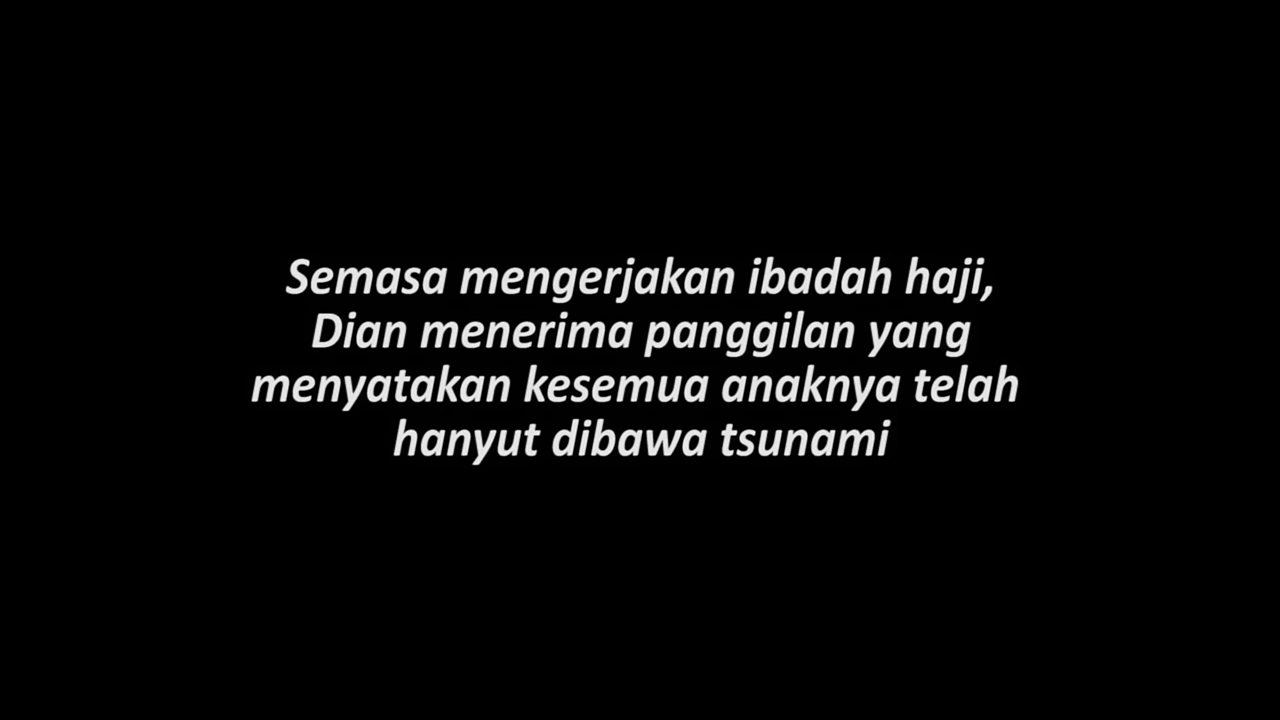 Semasa mengerjakan ibadah haji,
Dian menerima panggilan yang
menyatakan kesemua anaknya telah
hanyut dibawa tsunami